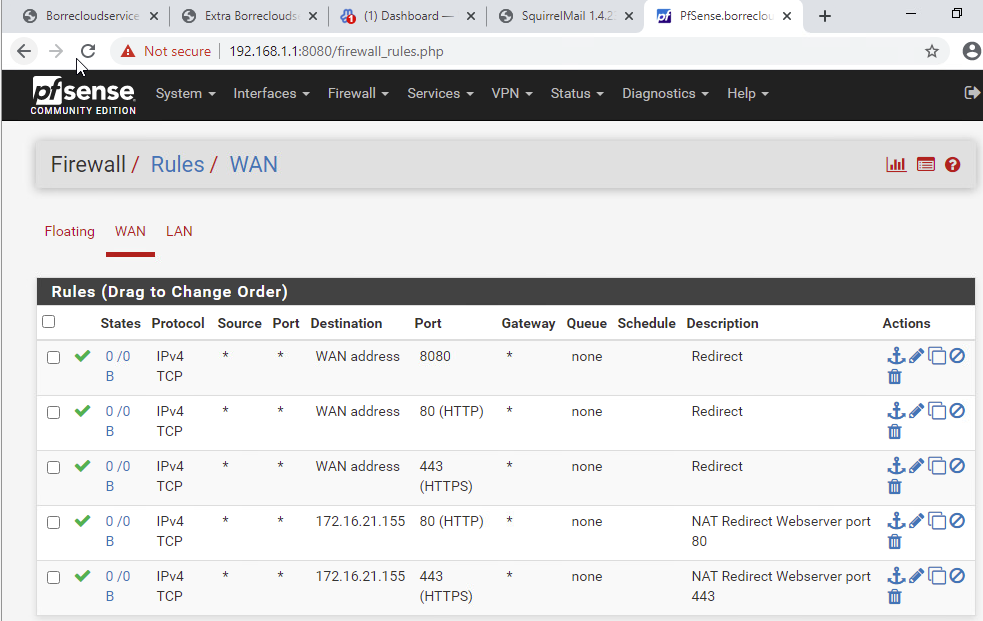 Borrecloudservice
Extra Borreclouds
(1) Dashboard —
SquirrelMail 1.4.2
PfSense.borreclou
Not secure
192.168.1.1:8080/firewall_rules.php
pfsense
COMMUNITY EDITION
System
Interfaces
Firewall
Services
VPN
Status
Diagnostics
Help
Firewall / Rules / WAN
Floating WAN LAN
Rules (Drag to Change Order)
States Protocol Source Port Destination Port Gateway Queue Schedule Description Actions
0 /0 IPv4 * * WAN address 8080 * none Redirect
B TCP
0 /0 IPv4 * * WAN address 80 (HTTP) * none Redirect
B TCP
0 /0 IPv4 * * WAN address 443 * none Redirect
B TCP (HTTPS)
0 /0 IPv4 * * 172.16.21.155 80 (HTTP) * none NAT Redirect Webserver port
B TCP 80
0 /0 IPv4 * * 172.16.21.155 443 * none NAT Redirect Webserver port
B TCP (HTTPS) 443